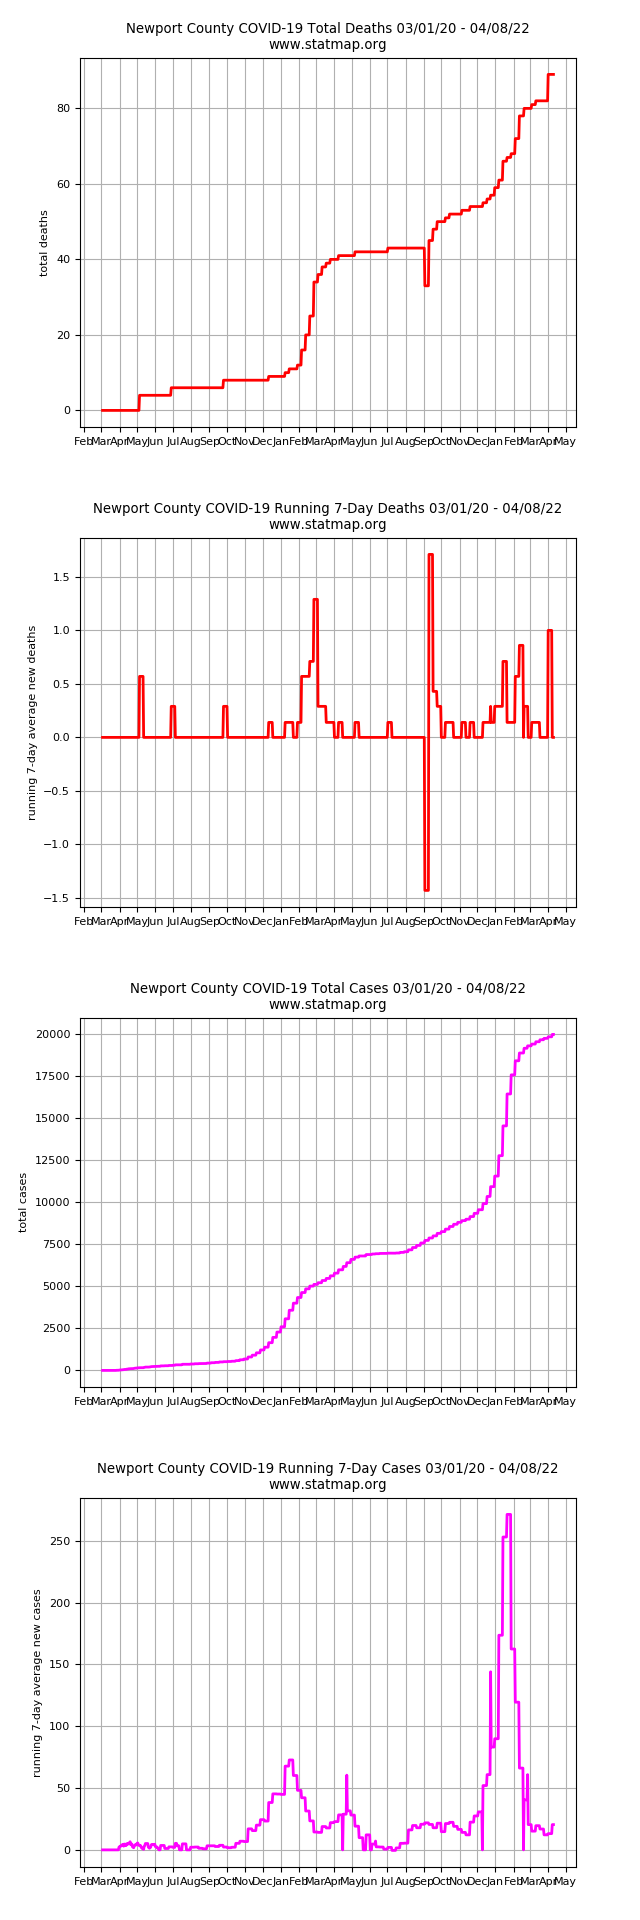 Newport County COVID-19 Total Deaths 03/01/20 - 04/08/22
www.statmap.org
80
60
40
20
0
total deaths
Feb Mar Apr May Jun Jul Aug Sep Oct Nov Dec Jan Feb Mar Apr May Jun Jul Aug Sep Oct Nov Dec Jan Feb Mar Apr May
Newport County COVID-19 Running 7-Day Deaths 03/01/20 - 04/08/22
www.statmap.org
1.5
1.0
0.5
0.0
−0.5
−1.0
−1.5
running 7-day average new deaths
Feb Mar Apr May Jun Jul Aug Sep Oct Nov Dec Jan Feb Mar Apr May Jun Jul Aug Sep Oct Nov Dec Jan Feb Mar Apr May
Newport County COVID-19 Total Cases 03/01/20 - 04/08/22
www.statmap.org
20000
17500
15000
12500
10000
7500
5000
2500
0
total cases
Feb Mar Apr May Jun Jul Aug Sep Oct Nov Dec Jan Feb Mar Apr May Jun Jul Aug Sep Oct Nov Dec Jan Feb Mar Apr May
Newport County COVID-19 Running 7-Day Cases 03/01/20 - 04/08/22
www.statmap.org
250
200
150
100
50
0
running 7-day average new cases
Feb Mar Apr May Jun Jul Aug Sep Oct Nov Dec Jan Feb Mar Apr May Jun Jul Aug Sep Oct Nov Dec Jan Feb Mar Apr May